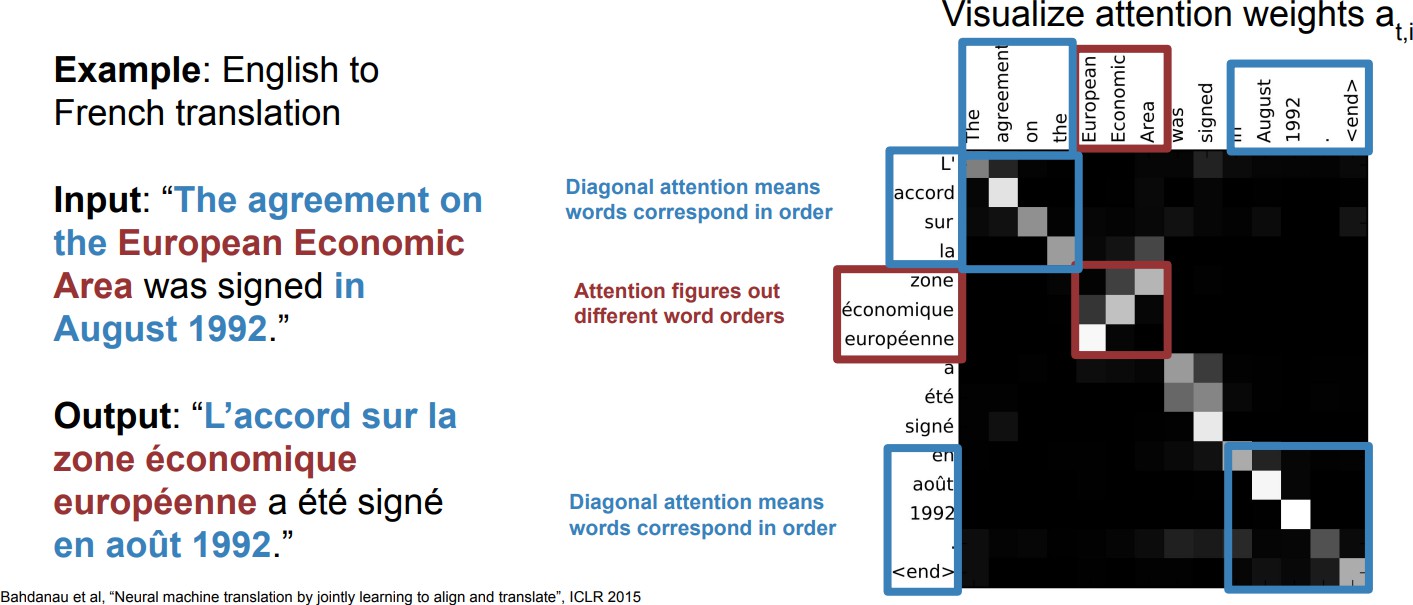 Visualize attention weights a_t,i
Example: English to
French translation
Input: “The agreement on
the European Economic
Area was signed in
August 1992.”
Output: “L’accord sur la
zone économique
européenne a été signé
en août 1992.”
Diagonal attention means
words correspond in order
Attention figures out
different word orders
Diagonal attention means
words correspond in order
The
agreement
on
the
European
Economic
Area
was
signed
in
August
1992
.
<end>
L'
accord
sur
la
zone
économique
européenne
a
été
signé
en
août
1992
.
<end>
Bahdanau et al, “Neural machine translation by jointly learning to align and translate”, ICLR 2015